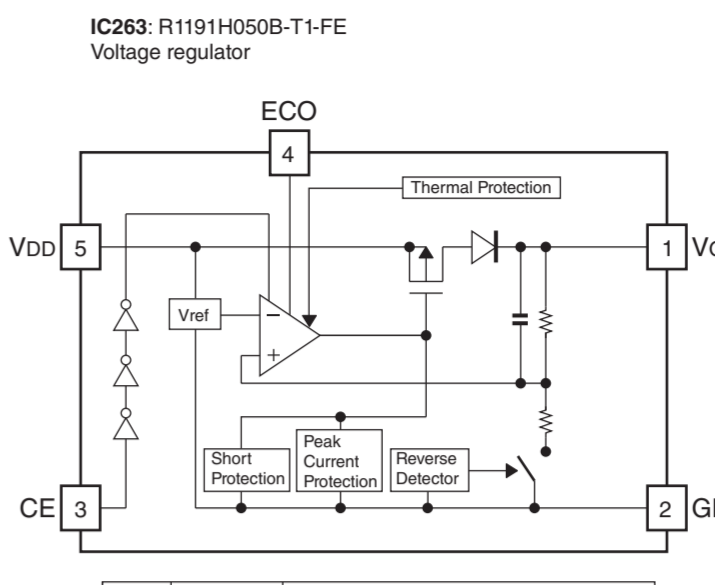 IC263: R1191H050B-T1-FE
Voltage regulator
ECO
4
Thermal Protection
VDD 5
1
Vref
−
+
Short
Protection
Peak
Current
Protection
Reverse
Detector
CE 3
2